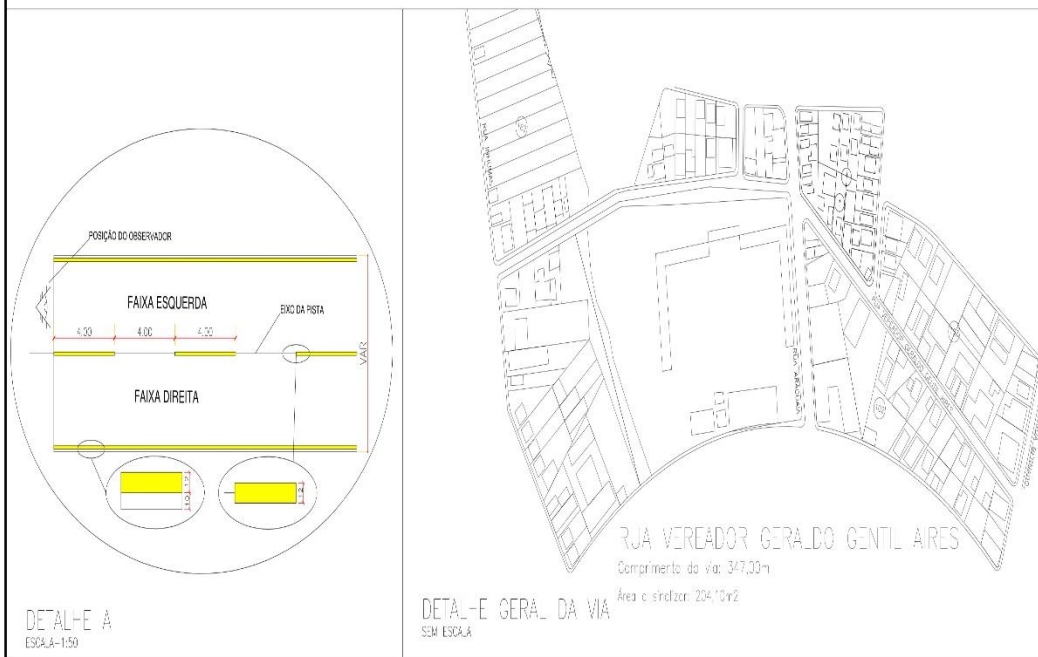 POSIÇÃO DO OBSERVADOR
FAIXA ESQUERDA
EIXO DA PISTA
4.00 4.00 4.00
VAR
FAIXA DIREITA
DETALHE A
ESCALA-1:50
RUA ARAGUAIA
RUA VEREADOR GERALDO GENTIL AIRES
Comprimento da via: 347,00m
Área a sinalizar: 204,10m2
DETALHE GERAL DA VIA
SEM ESCALA